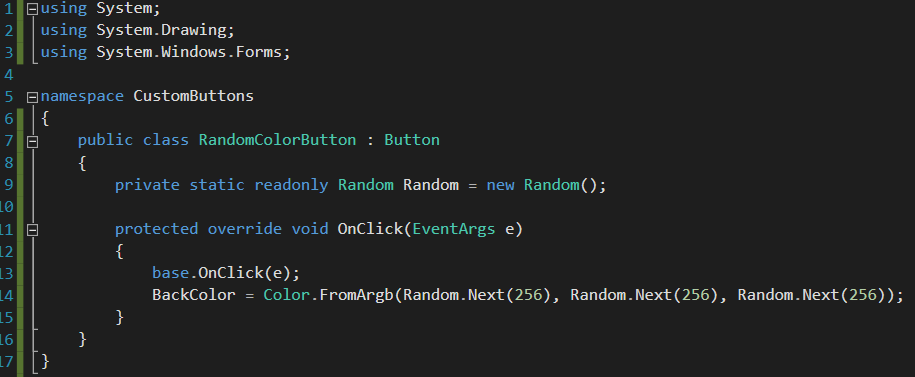 1 using System;
2 using System.Drawing;
3 using System.Windows.Forms;
4
5 namespace CustomButtons
6 {
7     public class RandomColorButton : Button
8     {
9         private static readonly Random Random = new Random();
10
11         protected override void OnClick(EventArgs e)
12         {
13             base.OnClick(e);
14             BackColor = Color.FromArgb(Random.Next(256), Random.Next(256), Random.Next(256));
15         }
16     }
17 }